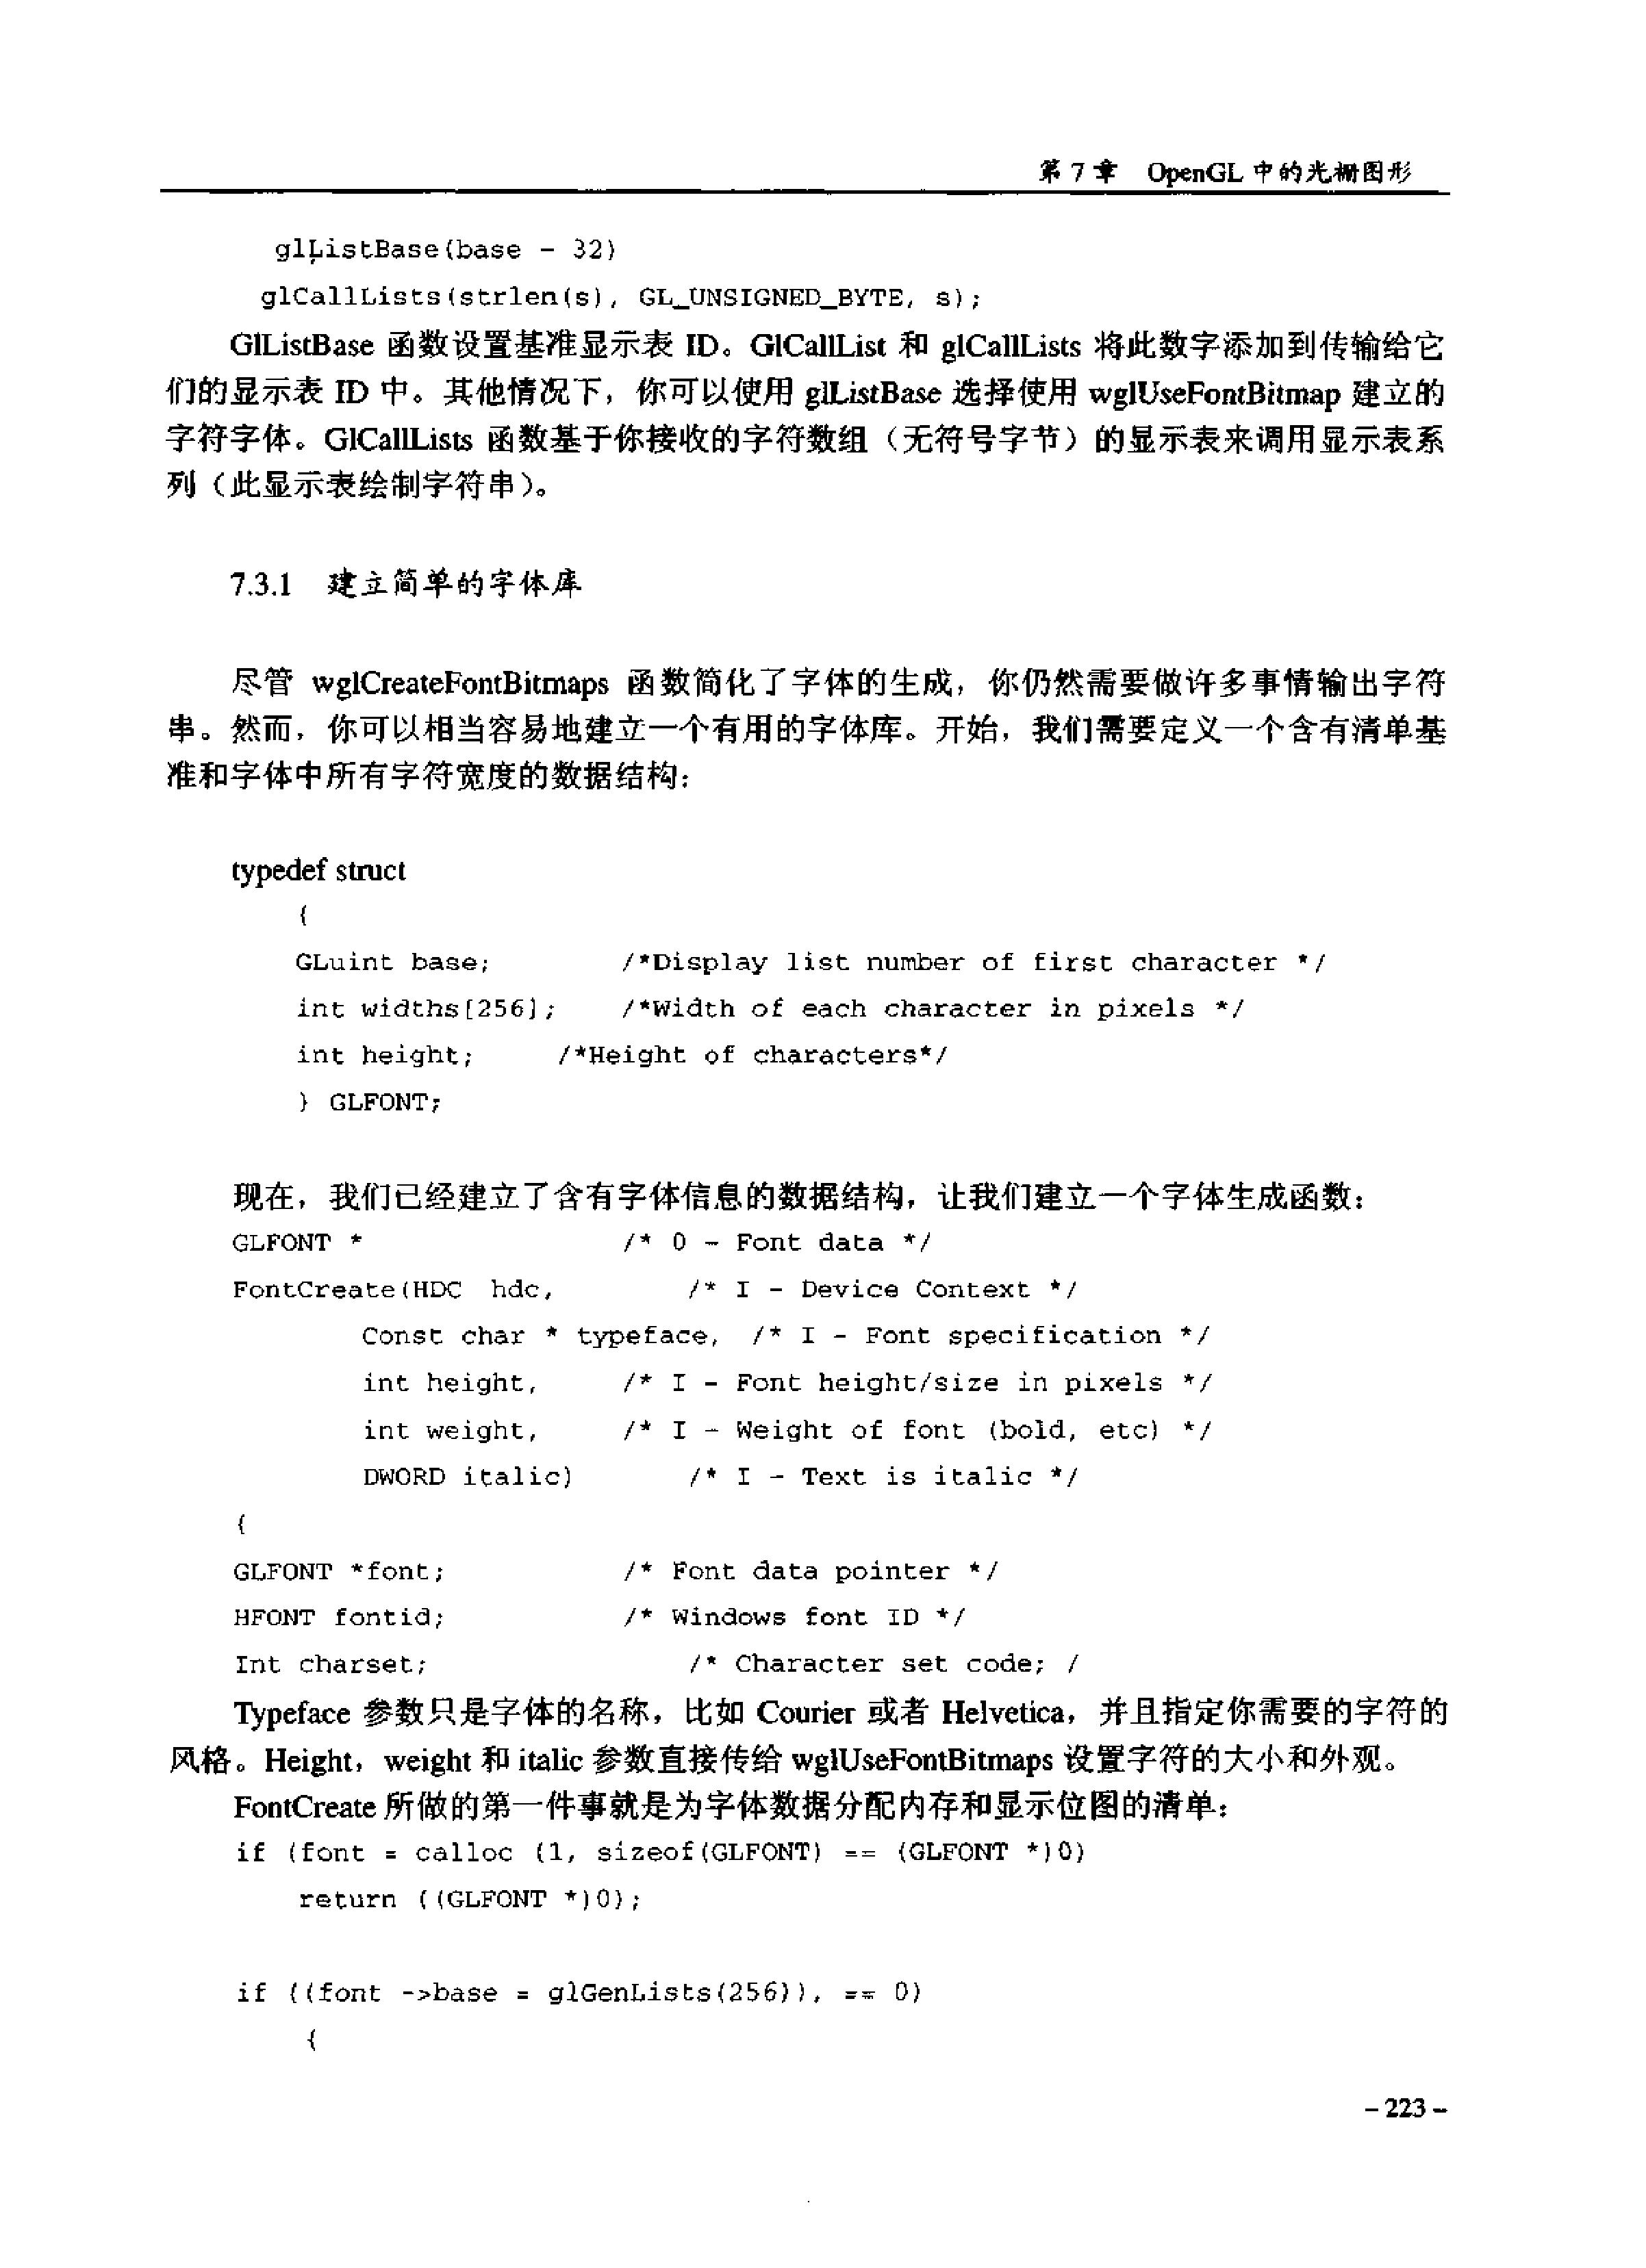 第 7 章 OpenGL 中的光栅图形
glListBase(base - 32)
glCallLists(strlen(s), GL_UNSIGNED_BYTE, s);
GlListBase 函数设置基准显示表 ID。GlCallList 和 glCallLists 将此数字添加到传输给它
们的显示表 ID 中。其他情况下，你可以使用 glListBase 选择使用 wglUseFontBitmap 建立的
字符字体。GlCallLists 函数基于你接收的字符数组（无符号字节）的显示表来调用显示表系
列（此显示表绘制字符串）。
7.3.1 建立简单的字体库
尽管 wglCreateFontBitmaps 函数简化了字体的生成，你仍然需要做许多事情输出字符
串。然而，你可以相当容易地建立一个有用的字体库。开始，我们需要定义一个含有清单基
准和字体中所有字符宽度的数据结构：
typedef struct
{
GLuint base; /*Display list number of first character */
int widths[256]; /*Width of each character in pixels */
int height; /*Height of characters*/
} GLFONT;
现在，我们已经建立了含有字体信息的数据结构，让我们建立一个字体生成函数：
GLFONT * /* O - Font data */
FontCreate(HDC hdc, /* I - Device Context */
Const char * typeface, /* I - Font specification */
int height, /* I - Font height/size in pixels */
int weight, /* I - Weight of font (bold, etc) */
DWORD italic) /* I - Text is italic */
{
GLFONT *font; /* Font data pointer */
HFONT fontid; /* Windows font ID */
Int charset; /* Character set code; /
Typeface 参数只是字体的名称，比如 Courier 或者 Helvetica，并且指定你需要的字符的
风格。Height，weight 和 italic 参数直接传给 wglUseFontBitmaps 设置字符的大小和外观。
FontCreate 所做的第一件事就是为字体数据分配内存和显示位图的清单：
if (font = calloc (1, sizeof(GLFONT) == (GLFONT *)0)
return ((GLFONT *)0);
if ((font ->base = glGenLists(256)), == 0)
{
- 223 -